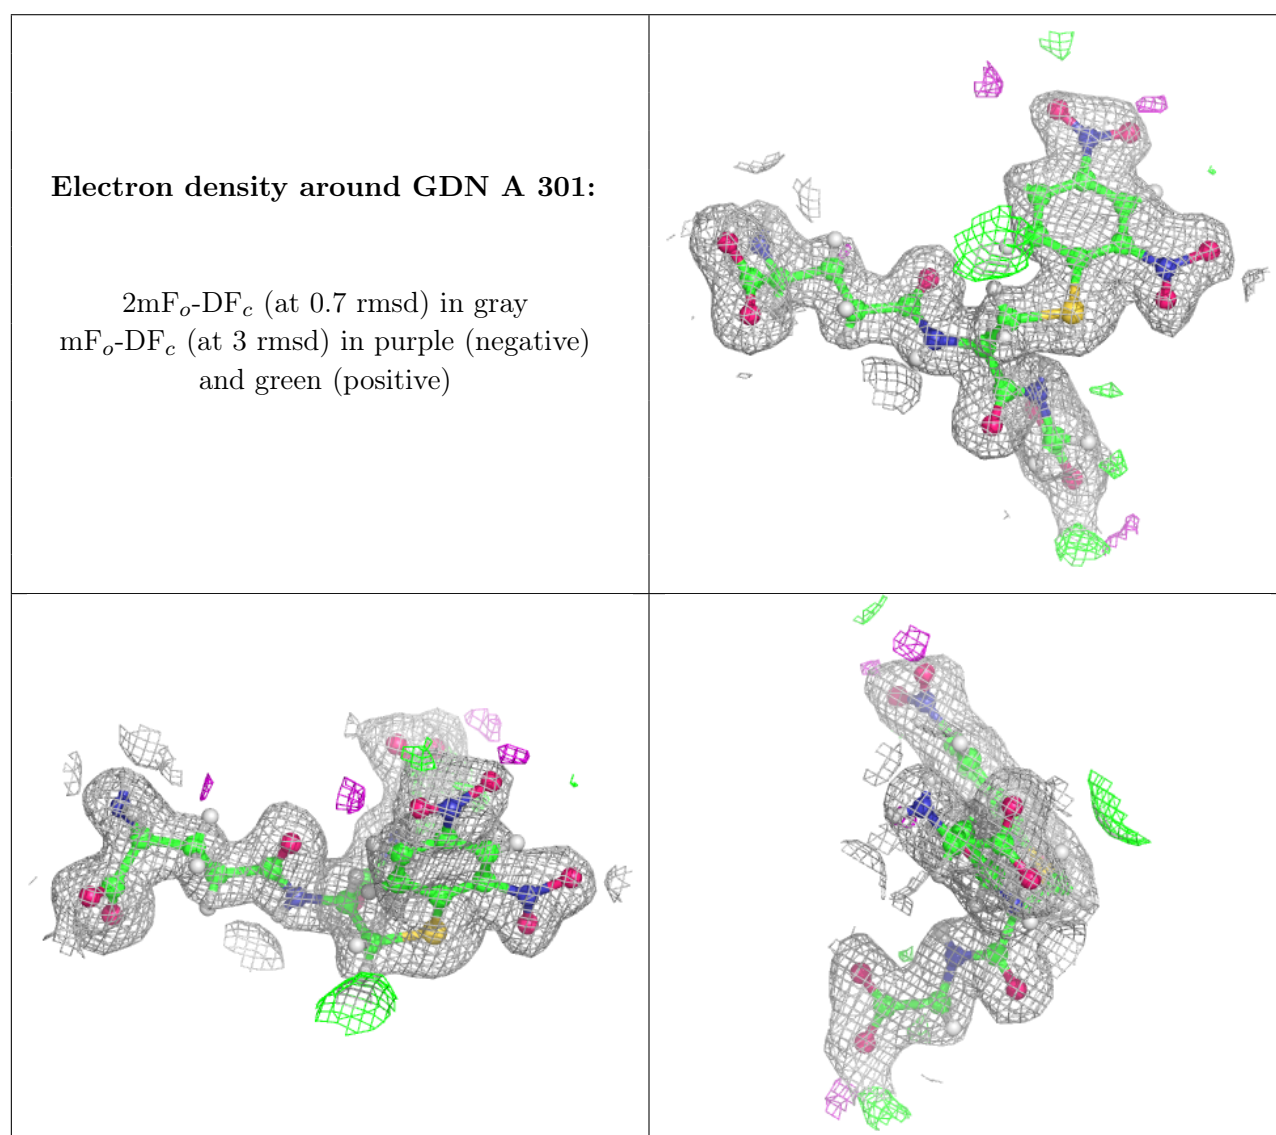 Electron density around GDN A 301:
2mFo-DFc (at 0.7 rmsd) in gray
mFo-DFc (at 3 rmsd) in purple (negative)
and green (positive)